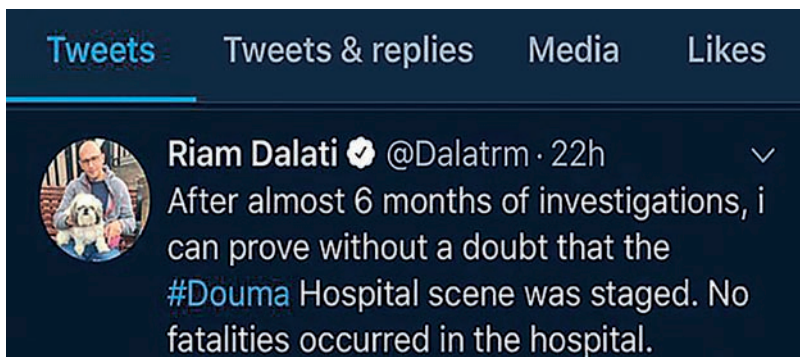 Tweets Tweets & replies Media Likes
Riam Dalati @Dalatrm · 22h
After almost 6 months of investigations, i
can prove without a doubt that the
#Douma Hospital scene was staged. No
fatalities occurred in the hospital.